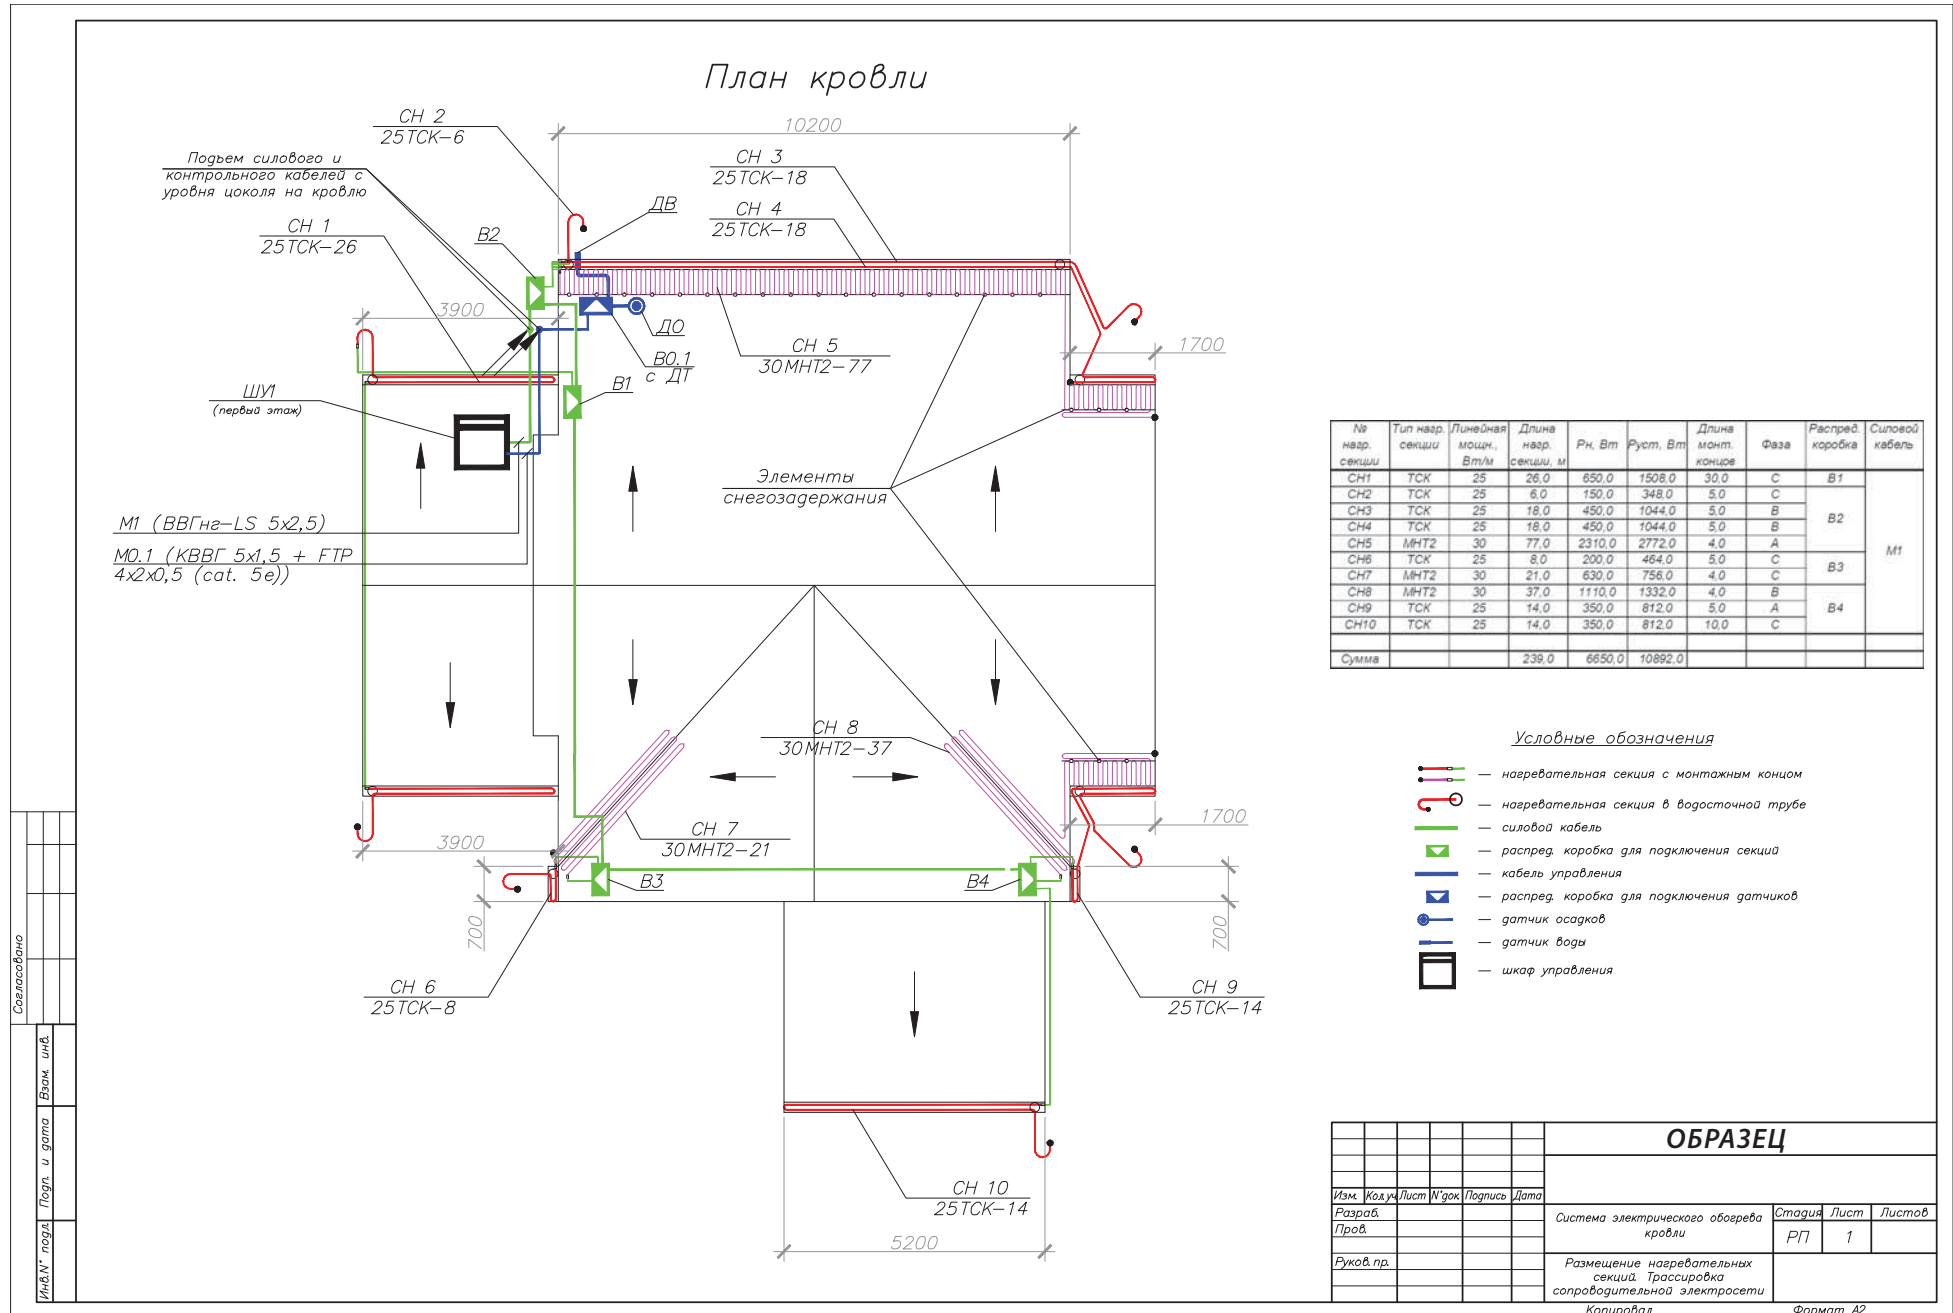 План кровли
СН 2
25ТСК-6
10200
Подъем силового и
контрольного кабелей с
уровня цоколя на кровлю
СН 3
25ТСК-18
ДВ
СН 4
25ТСК-18
СН 1
25ТСК-26
В2
3900
ДО
В0.1
с ДТ
СН 5
30МНТ2-77
1700
ШУ1
(первый этаж)
В1
Элементы
снегозадержания
М1 (ВВГнг-LS 5х2,5)
М0.1 (КВВГ 5х1,5 + FTP
4х2х0,5 (cat. 5e))
СН 8
30МНТ2-37
СН 7
30МНТ2-21
3900
1700
В3
В4
700
700
СН 6
25ТСК-8
СН 9
25ТСК-14
СН 10
25ТСК-14
5200
№ нагр. секции | Тип нагр. секции | Линейная мощн., Вт/м | Длина нагр. секции, м | Рн, Вт | Руст, Вт | Длина монт. концов | Фаза | Распред. коробка | Силовой кабель
СН1 ТСК 25 26,0 650,0 1508,0 30,0 С В1
СН2 ТСК 25 6,0 150,0 348,0 5,0 С
СН3 ТСК 25 18,0 450,0 1044,0 5,0 В В2
СН4 ТСК 25 18,0 450,0 1044,0 5,0 В
СН5 МНТ2 30 77,0 2310,0 2772,0 4,0 А М1
СН6 ТСК 25 8,0 200,0 464,0 5,0 С В3
СН7 МНТ2 30 21,0 630,0 756,0 4,0 С
СН8 МНТ2 30 37,0 1110,0 1332,0 4,0 В
СН9 ТСК 25 14,0 350,0 812,0 5,0 А В4
СН10 ТСК 25 14,0 350,0 812,0 10,0 С
Сумма 239,0 6650,0 10892,0
Условные обозначения
— нагревательная секция с монтажным концом
— нагревательная секция в водосточной трубе
— силовой кабель
— распред. коробка для подключения секций
— кабель управления
— распред. коробка для подключения датчиков
— датчик осадков
— датчик воды
— шкаф управления
Согласовано
Взам. инв.
Подп. и дата
Инв.N° подл.
ОБРАЗЕЦ
Изм. Кол.уч Лист N°док Подпись Дата
Разраб.
Пров.
Руков. пр.
Система электрического обогрева
кровли
Стадия Лист Листов
РП 1
Размещение нагревательных
секций. Трассировка
сопроводительной электросети
Копировал
Формат А2